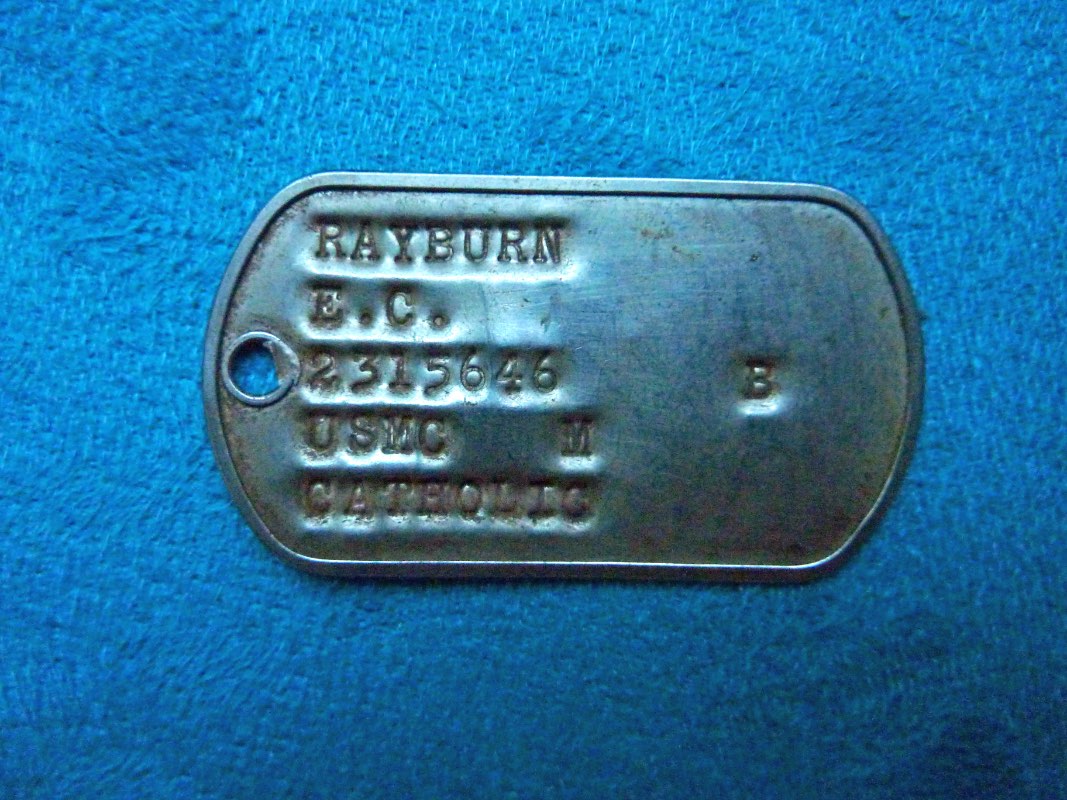 RAYBURN
E.C.
2315646 B
USMC M
CATHOLIC